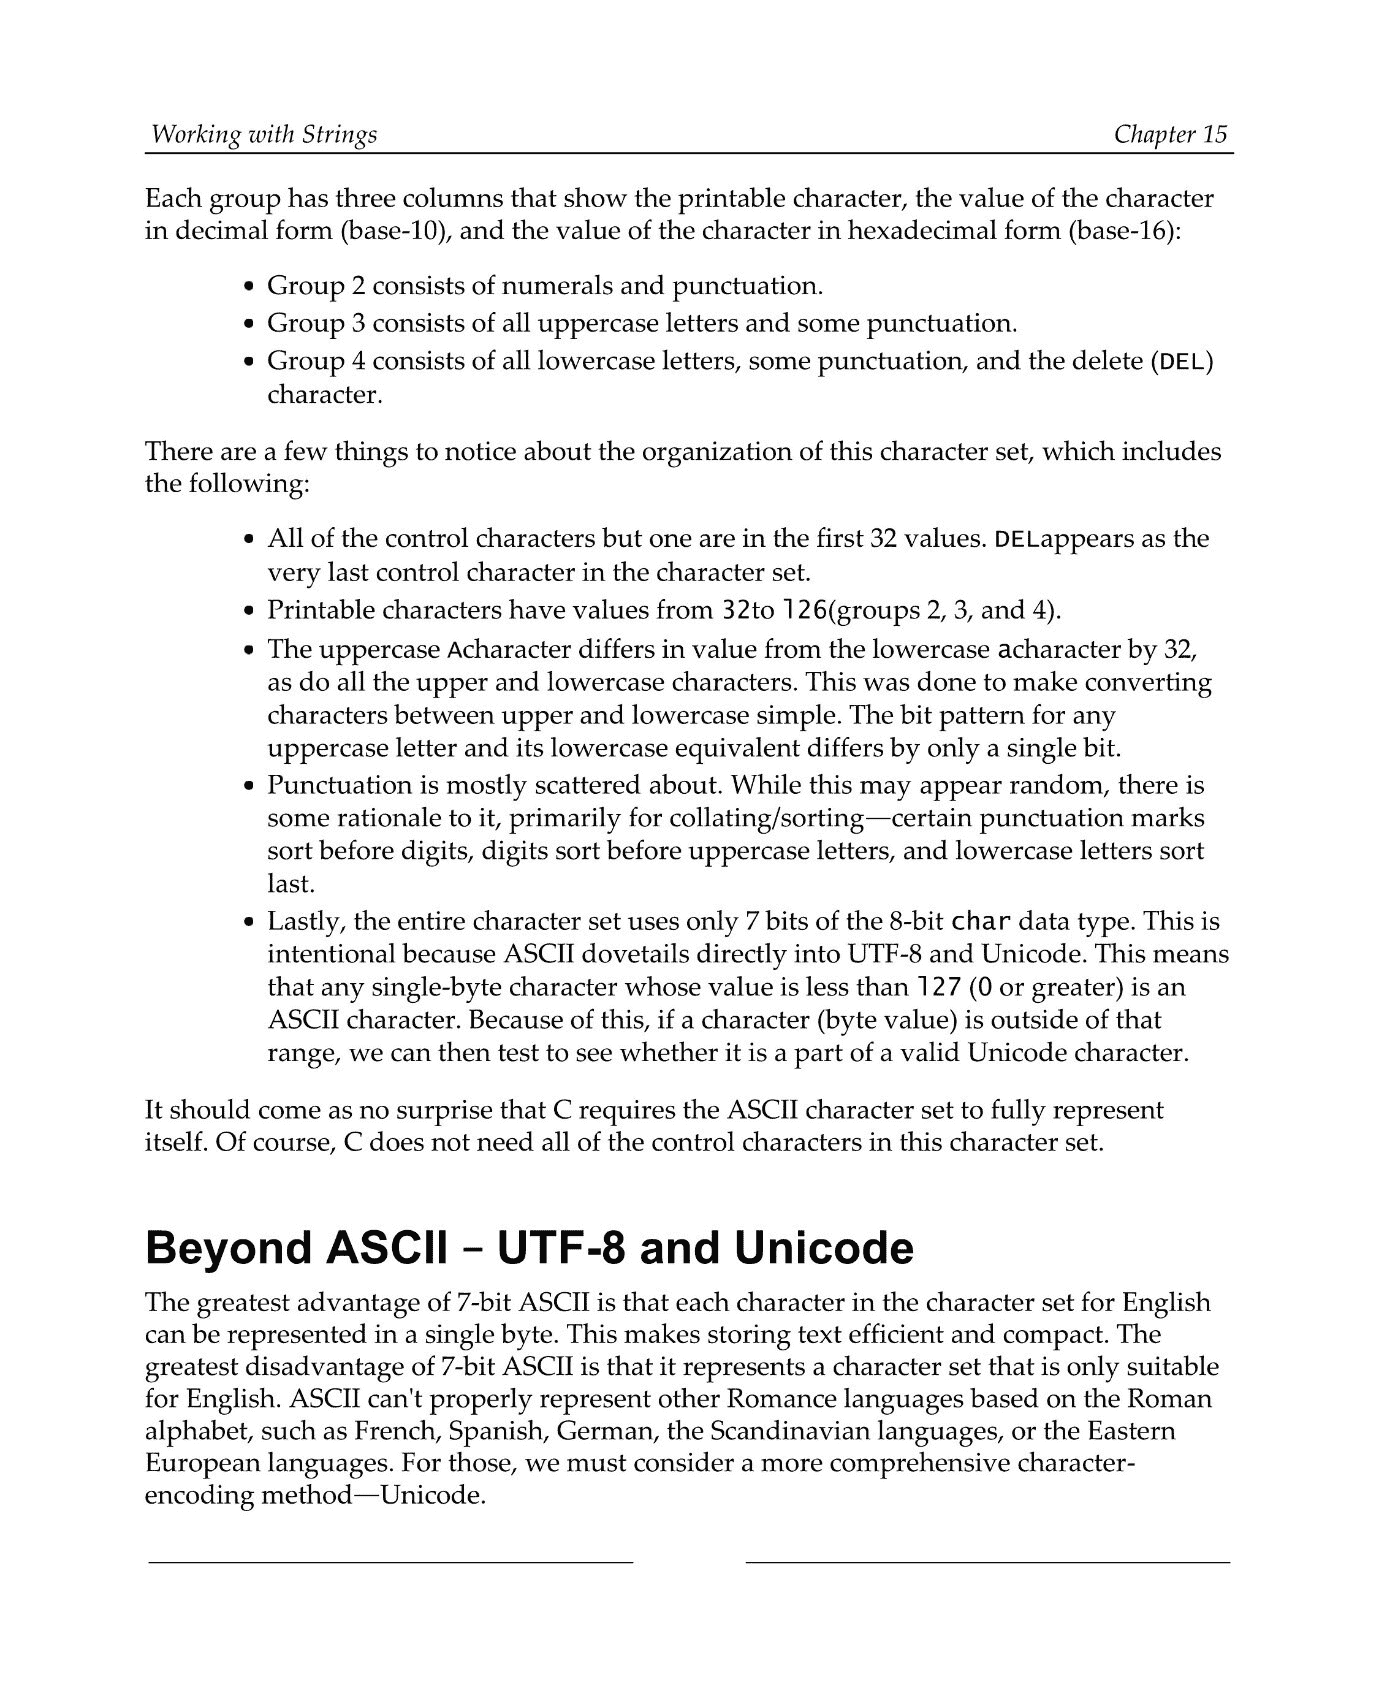 Working with Strings Chapter 15
Each group has three columns that show the printable character, the value of the character
in decimal form (base-10), and the value of the character in hexadecimal form (base-16):
• Group 2 consists of numerals and punctuation.
• Group 3 consists of all uppercase letters and some punctuation.
• Group 4 consists of all lowercase letters, some punctuation, and the delete (DEL)
character.
There are a few things to notice about the organization of this character set, which includes
the following:
• All of the control characters but one are in the first 32 values. DELappears as the
very last control character in the character set.
• Printable characters have values from 32to 126(groups 2, 3, and 4).
• The uppercase Acharacter differs in value from the lowercase acharacter by 32,
as do all the upper and lowercase characters. This was done to make converting
characters between upper and lowercase simple. The bit pattern for any
uppercase letter and its lowercase equivalent differs by only a single bit.
• Punctuation is mostly scattered about. While this may appear random, there is
some rationale to it, primarily for collating/sorting—certain punctuation marks
sort before digits, digits sort before uppercase letters, and lowercase letters sort
last.
• Lastly, the entire character set uses only 7 bits of the 8-bit char data type. This is
intentional because ASCII dovetails directly into UTF-8 and Unicode. This means
that any single-byte character whose value is less than 127 (0 or greater) is an
ASCII character. Because of this, if a character (byte value) is outside of that
range, we can then test to see whether it is a part of a valid Unicode character.
It should come as no surprise that C requires the ASCII character set to fully represent
itself. Of course, C does not need all of the control characters in this character set.
Beyond ASCII – UTF-8 and Unicode
The greatest advantage of 7-bit ASCII is that each character in the character set for English
can be represented in a single byte. This makes storing text efficient and compact. The
greatest disadvantage of 7-bit ASCII is that it represents a character set that is only suitable
for English. ASCII can't properly represent other Romance languages based on the Roman
alphabet, such as French, Spanish, German, the Scandinavian languages, or the Eastern
European languages. For those, we must consider a more comprehensive character-
encoding method—Unicode.